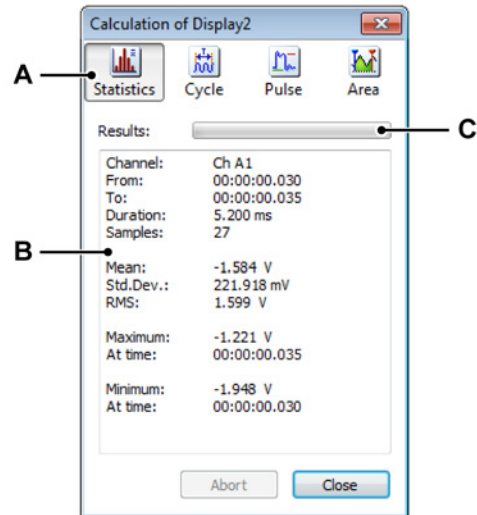 Calculation of Display2
A
Statistics Cycle Pulse Area
Results:
C
Channel: Ch A1
From: 00:00:00.030
To: 00:00:00.035
Duration: 5.200 ms
Samples: 27
B
Mean: -1.584 V
Std.Dev.: 221.918 mV
RMS: 1.599 V
Maximum: -1.221 V
At time: 00:00:00.035
Minimum: -1.948 V
At time: 00:00:00.030
Abort Close